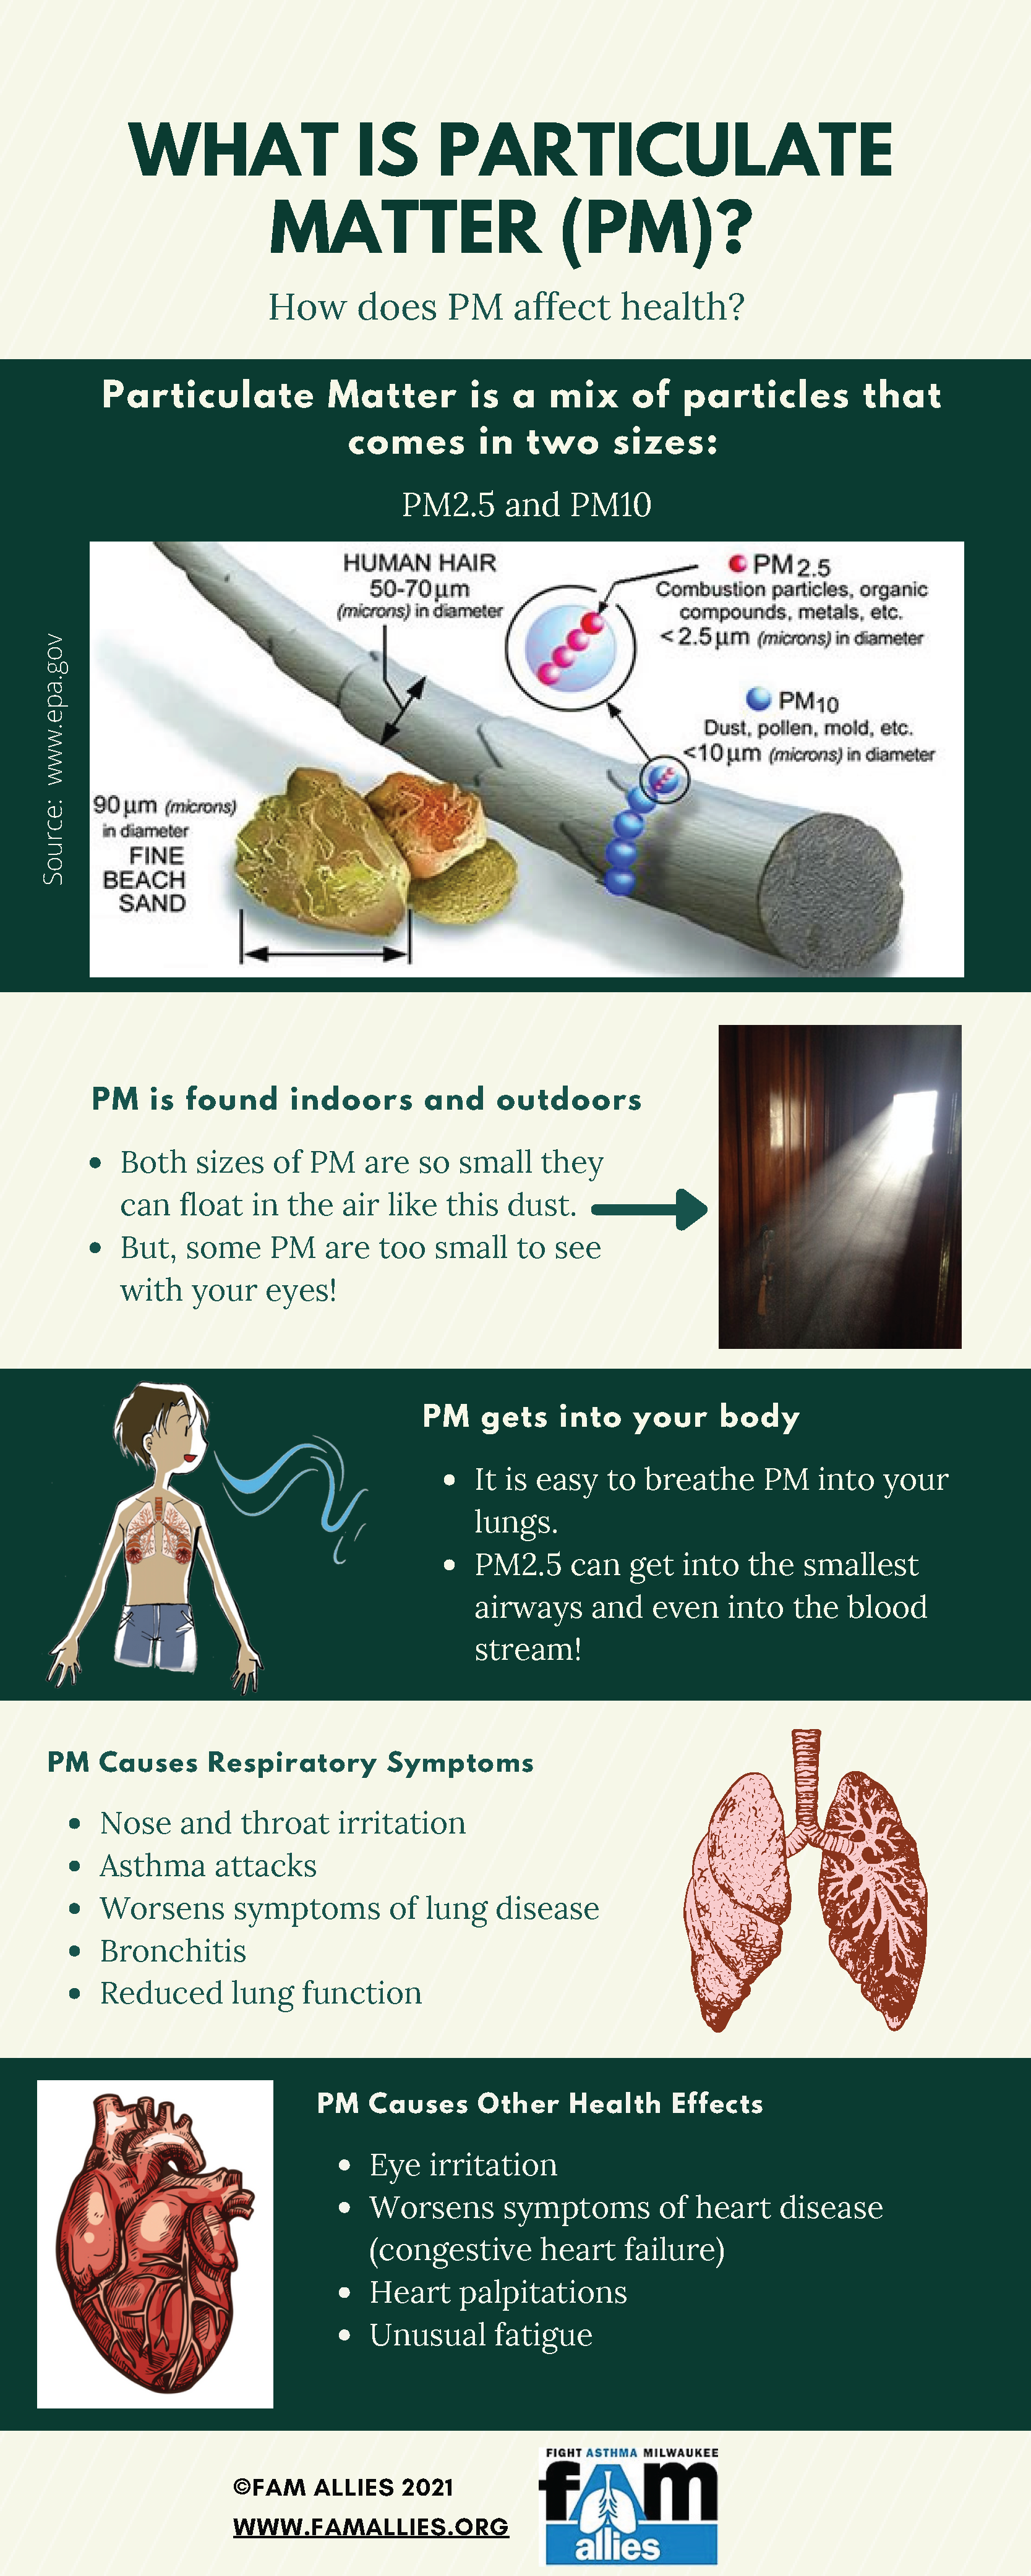 WHAT IS PARTICULATE
MATTER (PM)?
How does PM affect health?
Particulate Matter is a mix of particles that
comes in two sizes:
PM2.5 and PM10
Source: www.epa.gov
HUMAN HAIR
50-70µm
(microns) in diameter
PM2.5
Combustion particles, organic
compounds, metals, etc.
<2.5µm (microns) in diameter
PM10
Dust, pollen, mold, etc.
<10µm (microns) in diameter
90µm (microns)
in diameter
FINE
BEACH
SAND
PM is found indoors and outdoors
• Both sizes of PM are so small they
can float in the air like this dust.
• But, some PM are too small to see
with your eyes!
PM gets into your body
• It is easy to breathe PM into your
lungs.
• PM2.5 can get into the smallest
airways and even into the blood
stream!
PM Causes Respiratory Symptoms
• Nose and throat irritation
• Asthma attacks
• Worsens symptoms of lung disease
• Bronchitis
• Reduced lung function
PM Causes Other Health Effects
• Eye irritation
• Worsens symptoms of heart disease
(congestive heart failure)
• Heart palpitations
• Unusual fatigue
©FAM ALLIES 2021
WWW.FAMALLIES.ORG
FIGHT ASTHMA MILWAUKEE
fAm
allies